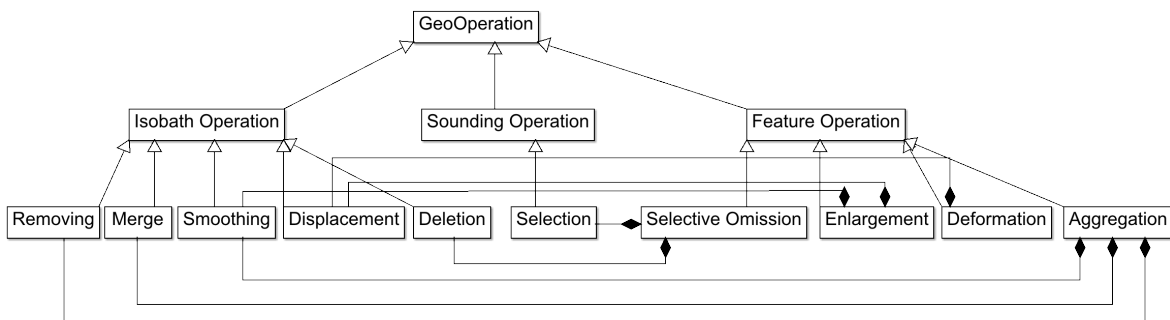 GeoOperation
Isobath Operation
Sounding Operation
Feature Operation
Removing
Merge
Smoothing
Displacement
Deletion
Selection
Selective Omission
Enlargement
Deformation
Aggregation